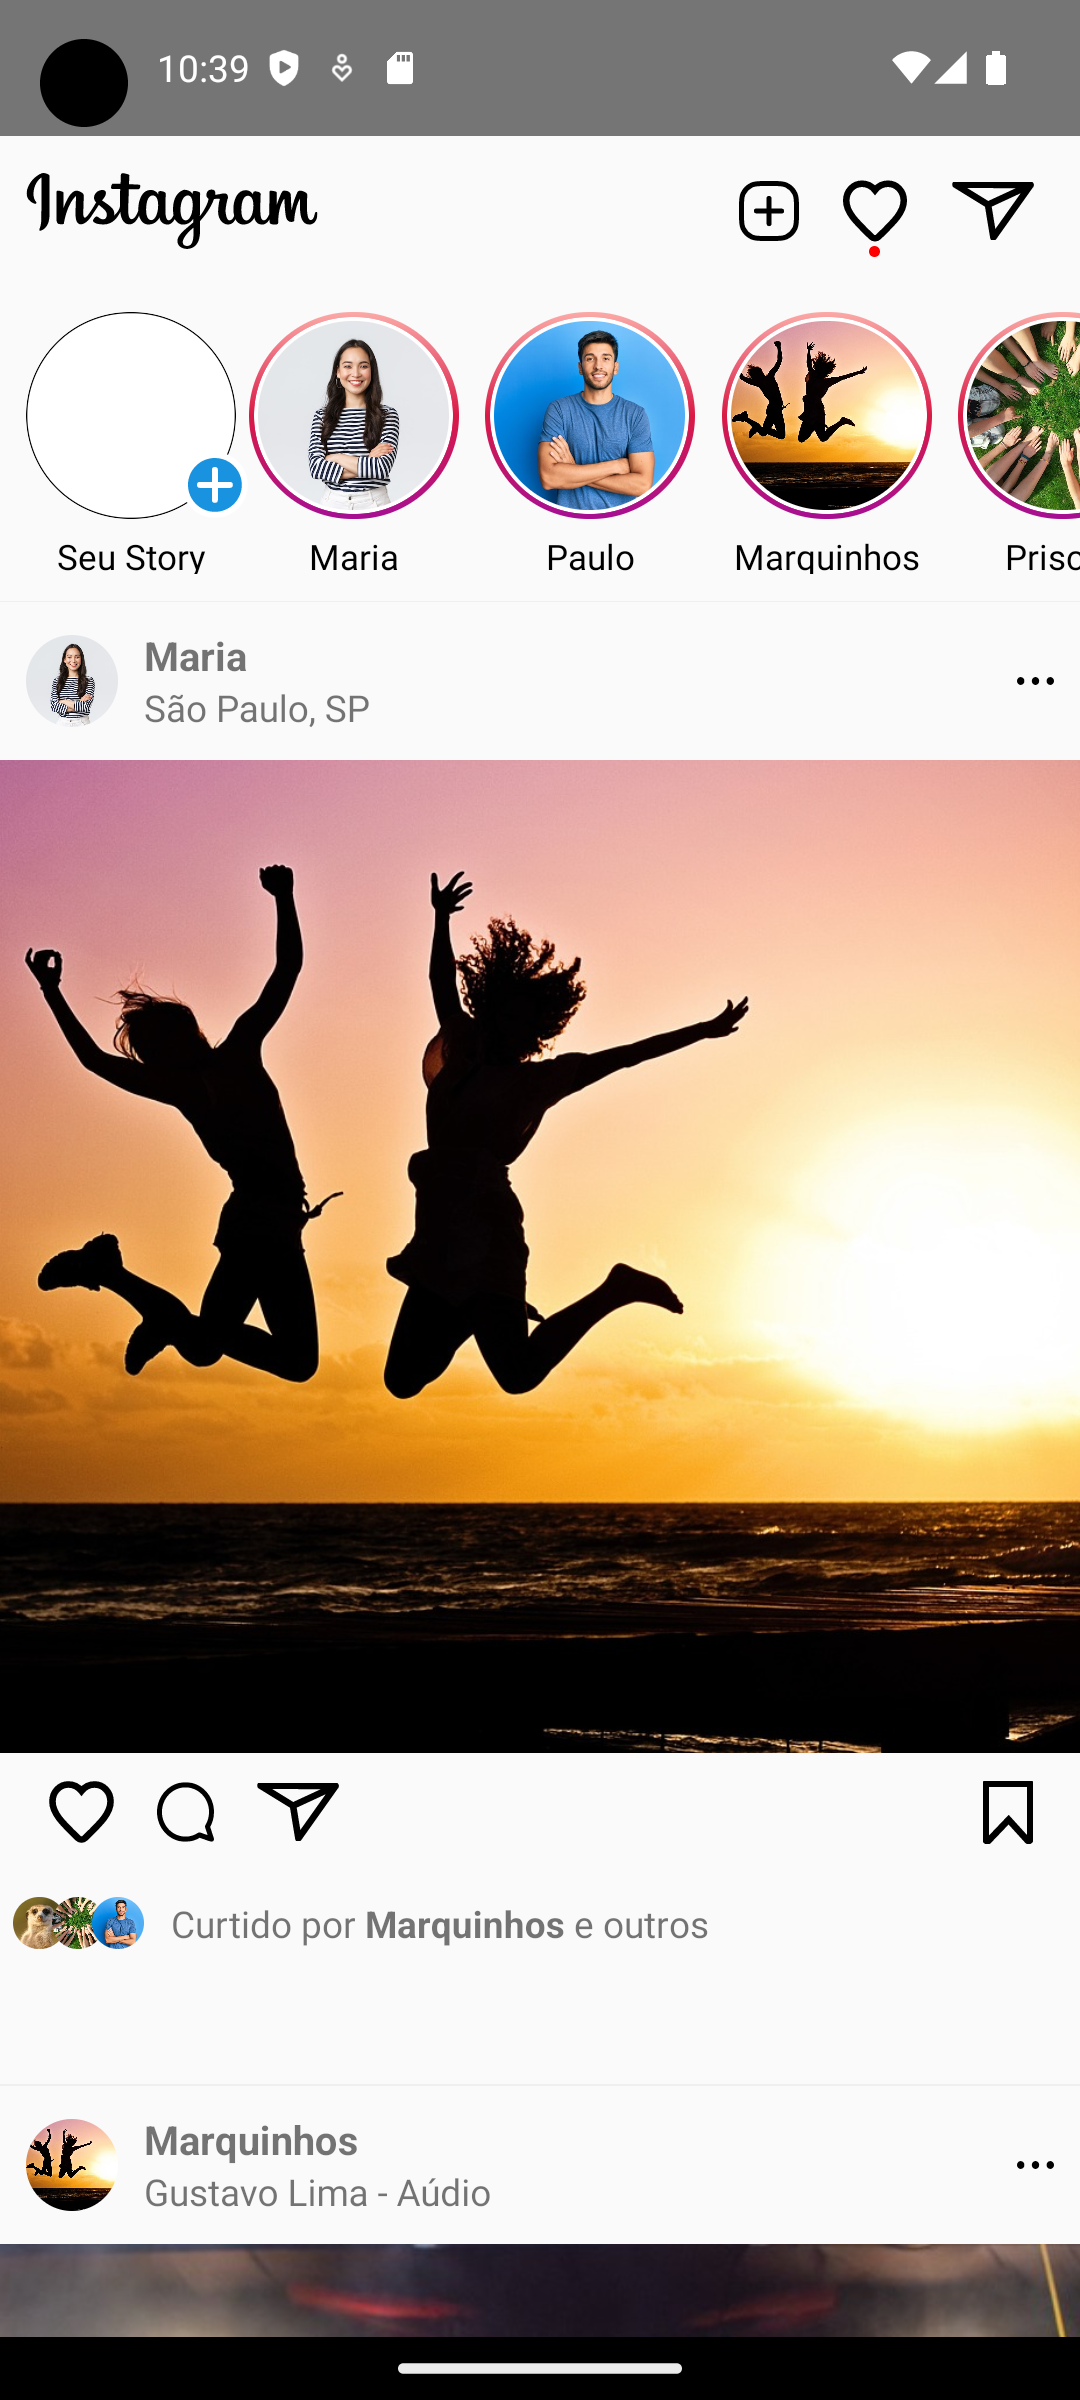 10:39
Instagram
Seu Story
Maria
Paulo
Marquinhos
Maria
São Paulo, SP
Curtido por Marquinhos e outros
Marquinhos
Gustavo Lima - Aúdio